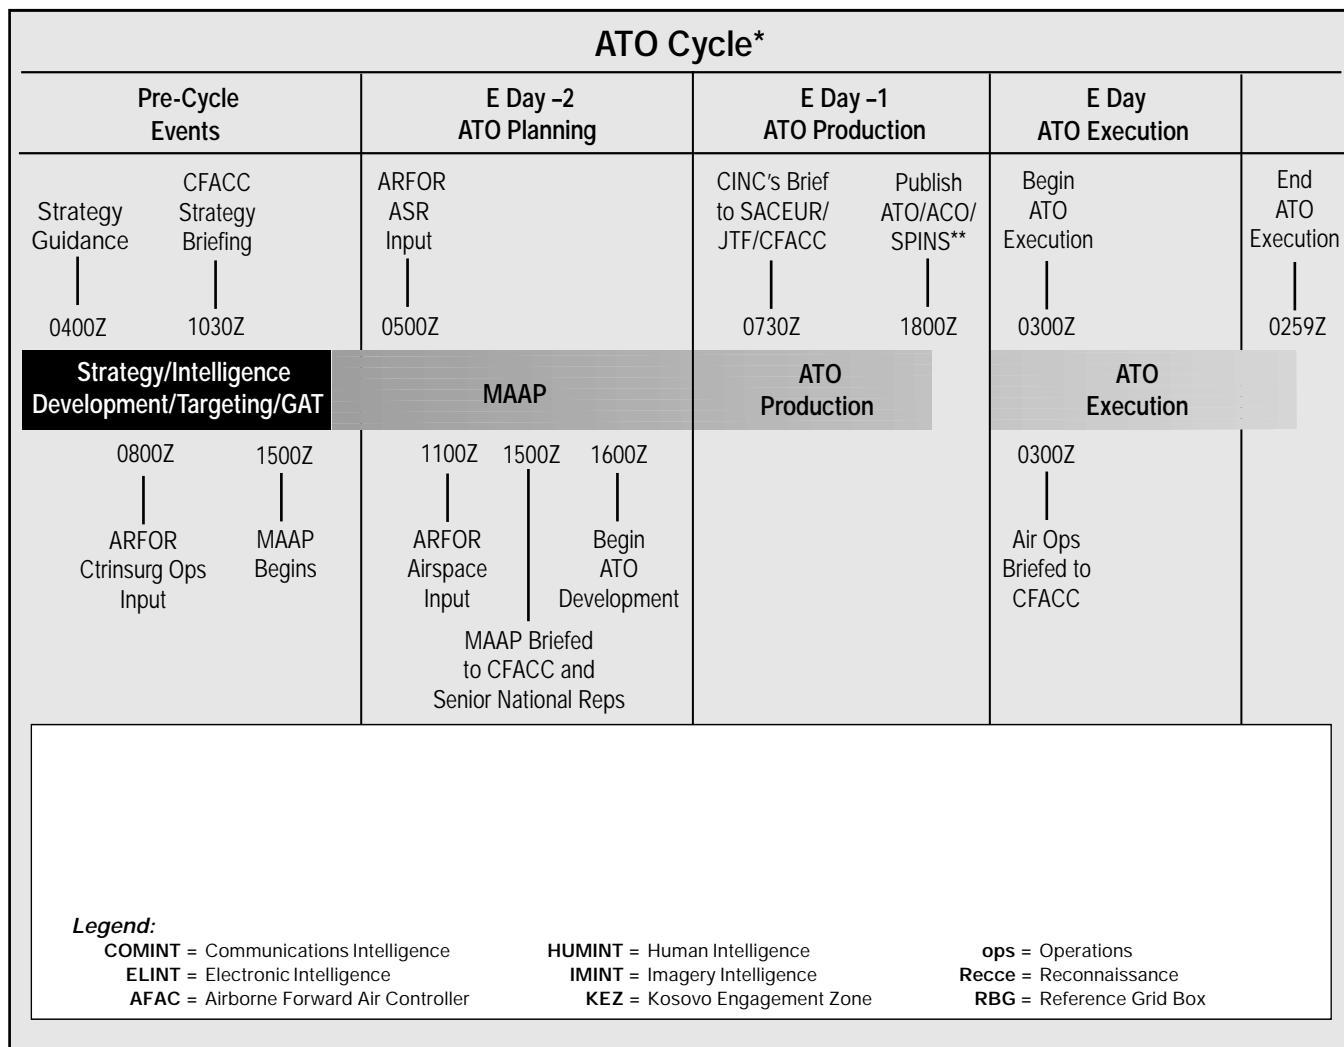 ATO Cycle*
Pre-Cycle
Events
E Day –2
ATO Planning
E Day –1
ATO Production
E Day
ATO Execution
Strategy
Guidance
0400Z
CFACC
Strategy
Briefing
1030Z
ARFOR
ASR
Input
0500Z
CINC's Brief
to SACEUR/
JTF/CFACC
0730Z
Publish
ATO/ACO/
SPINS**
1800Z
Begin
ATO
Execution
0300Z
End
ATO
Execution
0259Z
Strategy/Intelligence
Development/Targeting/GAT
MAAP
ATO
Production
ATO
Execution
0800Z
ARFOR
Ctrinsurg Ops
Input
1500Z
MAAP
Begins
1100Z
ARFOR
Airspace
Input
1500Z
MAAP Briefed
to CFACC and
Senior National Reps
1600Z
Begin
ATO
Development
0300Z
Air Ops
Briefed to
CFACC
Legend:
COMINT = Communications Intelligence
ELINT = Electronic Intelligence
AFAC = Airborne Forward Air Controller
HUMINT = Human Intelligence
IMINT = Imagery Intelligence
KEZ = Kosovo Engagement Zone
ops = Operations
Recce = Reconnaissance
RBG = Reference Grid Box